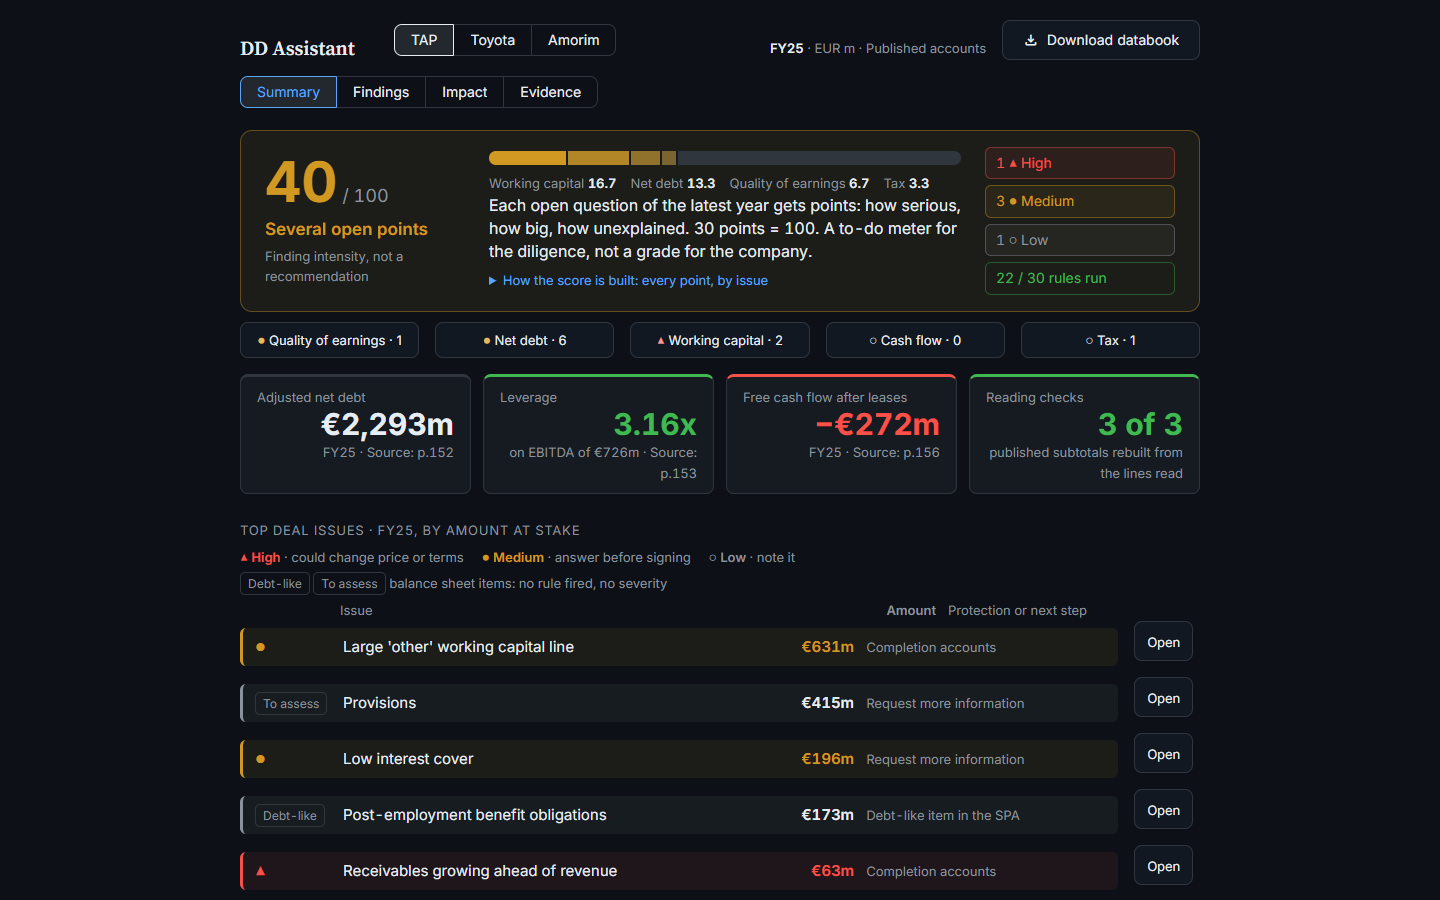 DD Assistant
TAP Toyota Amorim
FY25 · EUR m · Published accounts
Download databook
Summary Findings Impact Evidence
40 / 100
Several open points
Finding intensity, not a
recommendation
Working capital 16.7 Net debt 13.3 Quality of earnings 6.7 Tax 3.3
Each open question of the latest year gets points: how serious,
how big, how unexplained. 30 points = 100. A to-do meter for
the diligence, not a grade for the company.
▶ How the score is built: every point, by issue
1 ▲ High
3 ● Medium
1 ○ Low
22 / 30 rules run
● Quality of earnings · 1
● Net debt · 6
▲ Working capital · 2
○ Cash flow · 0
○ Tax · 1
Adjusted net debt
€2,293m
FY25 · Source: p.152
Leverage
3.16x
on EBITDA of €726m · Source:
p.153
Free cash flow after leases
−€272m
FY25 · Source: p.156
Reading checks
3 of 3
published subtotals rebuilt from
the lines read
TOP DEAL ISSUES · FY25, BY AMOUNT AT STAKE
▲ High · could change price or terms ● Medium · answer before signing ○ Low · note it
Debt-like To assess balance sheet items: no rule fired, no severity
Issue Amount Protection or next step
● Large 'other' working capital line €631m Completion accounts Open
To assess Provisions €415m Request more information Open
● Low interest cover €196m Request more information Open
Debt-like Post-employment benefit obligations €173m Debt-like item in the SPA Open
▲ Receivables growing ahead of revenue €63m Completion accounts Open